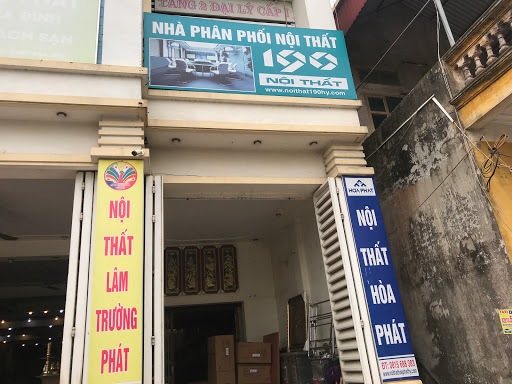 TẦNG 2 ĐẠI LÝ CẤP 1
NHÀ PHÂN PHỐI NỘI THẤT
190
NỘI THẤT
www.noithat190hy.com
NỘI
THẤT
LÂM
TRƯỜNG
PHÁT
HÒA PHÁT
NỘI
THẤT
HÒA
PHÁT